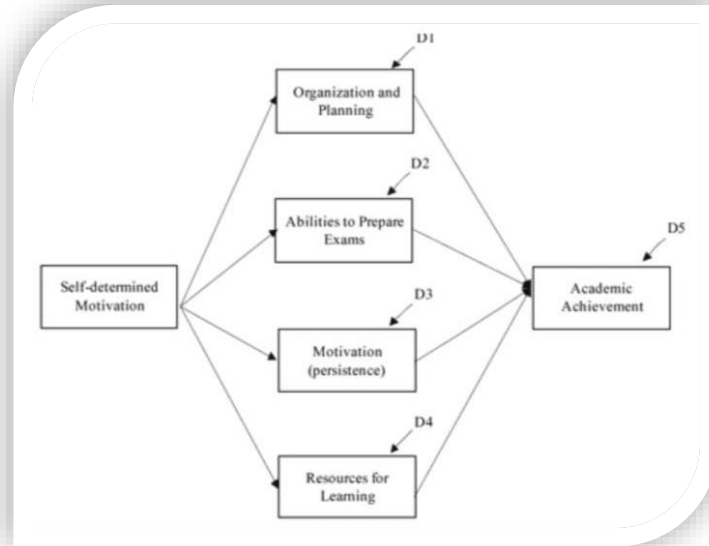 D1
Organization and
Planning
D2
Abilities to Prepare
Exams
D5
Self-determined
Motivation
Academic
Achievement
D3
Motivation
(persistence)
D4
Resources for
Learning